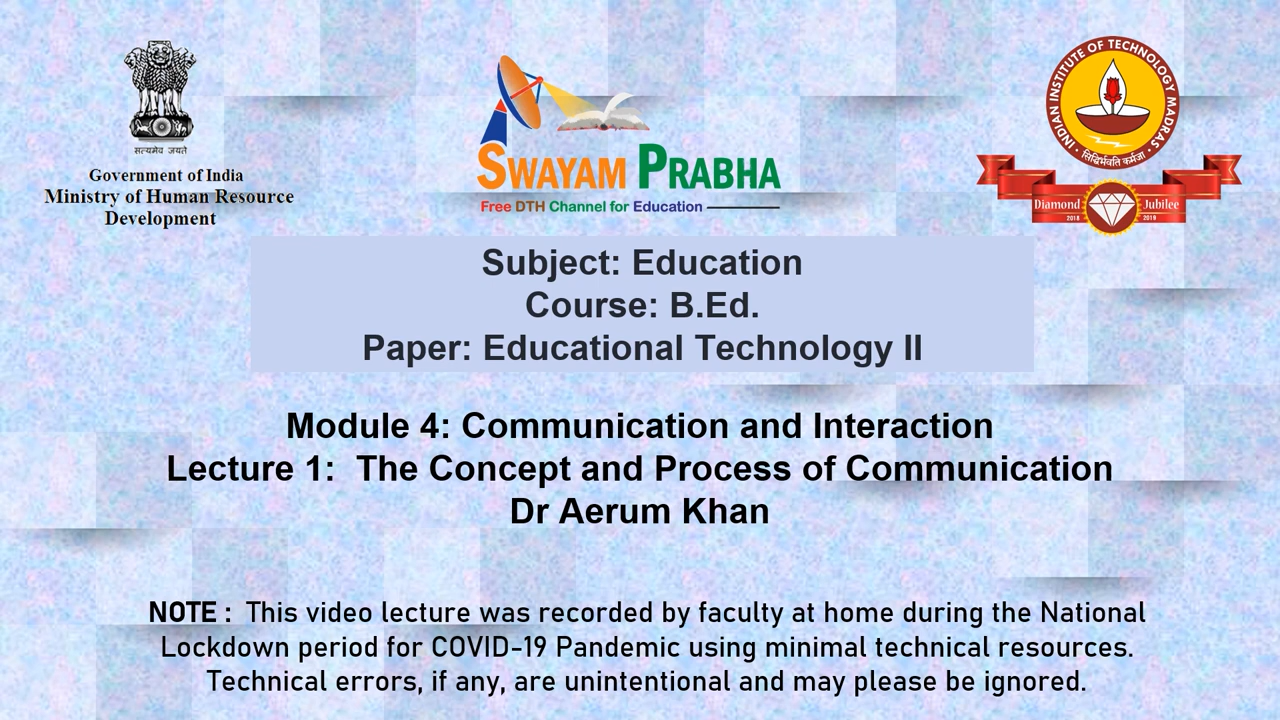 सत्यमेव जयते
Government of India
Ministry of Human Resource
Development
SWAYAM PRABHA
Free DTH Channel for Education
INDIAN INSTITUTE OF TECHNOLOGY MADRAS
सिद्धिर्भवति कर्मजा
Diamond Jubilee
2018 2019
Subject: Education
Course: B.Ed.
Paper: Educational Technology II
Module 4: Communication and Interaction
Lecture 1: The Concept and Process of Communication
Dr Aerum Khan
NOTE : This video lecture was recorded by faculty at home during the National
Lockdown period for COVID-19 Pandemic using minimal technical resources.
Technical errors, if any, are unintentional and may please be ignored.